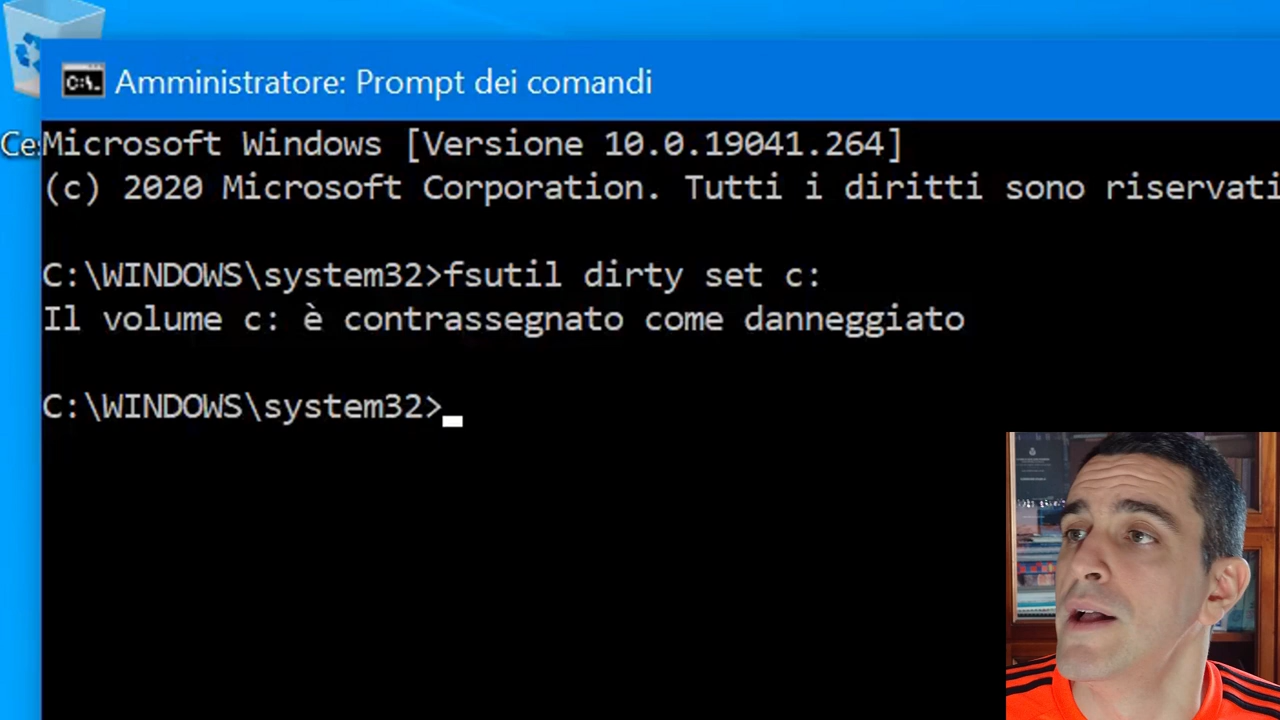 Amministratore: Prompt dei comandi
Ce
Microsoft Windows [Versione 10.0.19041.264]
(c) 2020 Microsoft Corporation. Tutti i diritti sono riservati
C:\WINDOWS\system32>fsutil dirty set c:
Il volume c: è contrassegnato come danneggiato
C:\WINDOWS\system32>